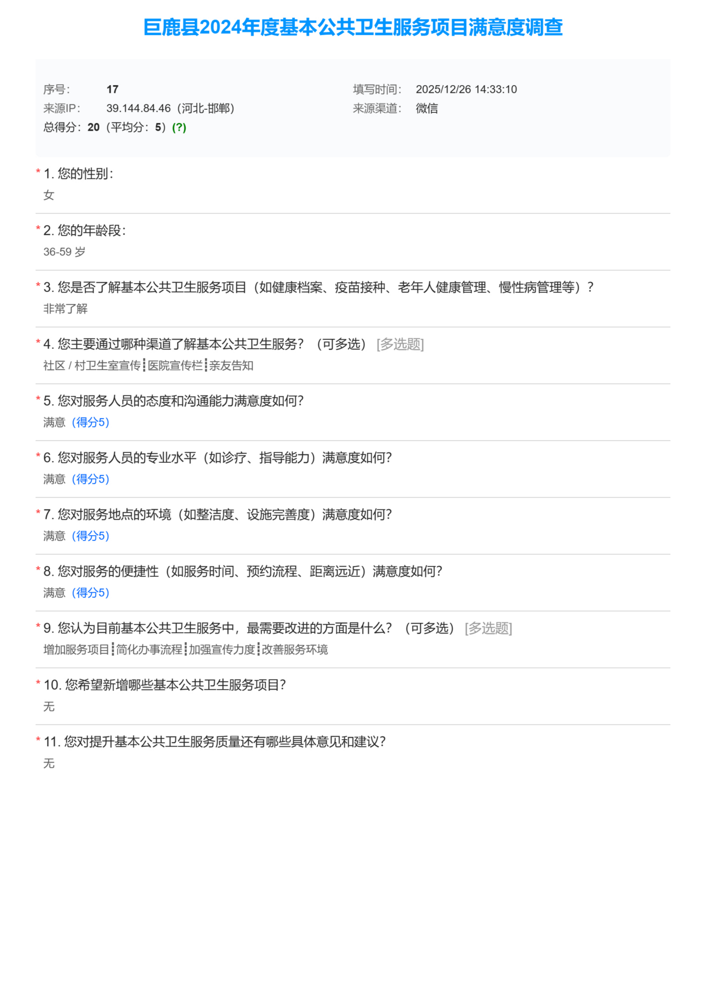 巨鹿县2024年度基本公共卫生服务项目满意度调查
序号： 17 填写时间： 2025/12/26 14:33:10
来源IP： 39.144.84.46（河北-邯郸） 来源渠道： 微信
总得分：20（平均分：5）(?)
* 1. 您的性别：
女
* 2. 您的年龄段：
36-59 岁
* 3. 您是否了解基本公共卫生服务项目（如健康档案、疫苗接种、老年人健康管理、慢性病管理等）？
非常了解
* 4. 您主要通过哪种渠道了解基本公共卫生服务？（可多选） [多选题]
社区 / 村卫生室宣传┋医院宣传栏┋亲友告知
* 5. 您对服务人员的态度和沟通能力满意度如何？
满意（得分5）
* 6. 您对服务人员的专业水平（如诊疗、指导能力）满意度如何？
满意（得分5）
* 7. 您对服务地点的环境（如整洁度、设施完善度）满意度如何？
满意（得分5）
* 8. 您对服务的便捷性（如服务时间、预约流程、距离远近）满意度如何？
满意（得分5）
* 9. 您认为目前基本公共卫生服务中，最需要改进的方面是什么？（可多选） [多选题]
增加服务项目┋简化办事流程┋加强宣传力度┋改善服务环境
* 10. 您希望新增哪些基本公共卫生服务项目？
无
* 11. 您对提升基本公共卫生服务质量还有哪些具体意见和建议？
无